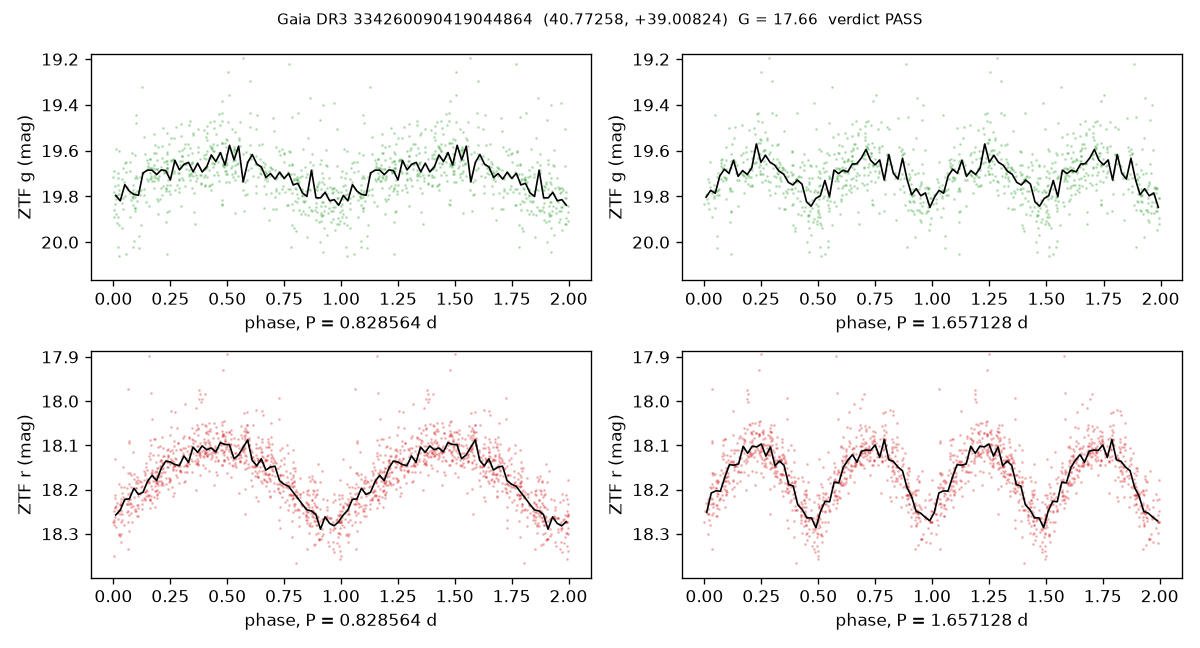 Gaia DR3 334260090419044864  (40.77258, +39.00824)  G = 17.66  verdict PASS
19.2
19.4
19.6
19.8
20.0
ZTF g (mag)
0.00 0.25 0.50 0.75 1.00 1.25 1.50 1.75 2.00
phase, P = 0.828564 d
19.2
19.4
19.6
19.8
20.0
ZTF g (mag)
0.00 0.25 0.50 0.75 1.00 1.25 1.50 1.75 2.00
phase, P = 1.657128 d
17.9
18.0
18.1
18.2
18.3
ZTF r (mag)
0.00 0.25 0.50 0.75 1.00 1.25 1.50 1.75 2.00
phase, P = 0.828564 d
17.9
18.0
18.1
18.2
18.3
ZTF r (mag)
0.00 0.25 0.50 0.75 1.00 1.25 1.50 1.75 2.00
phase, P = 1.657128 d